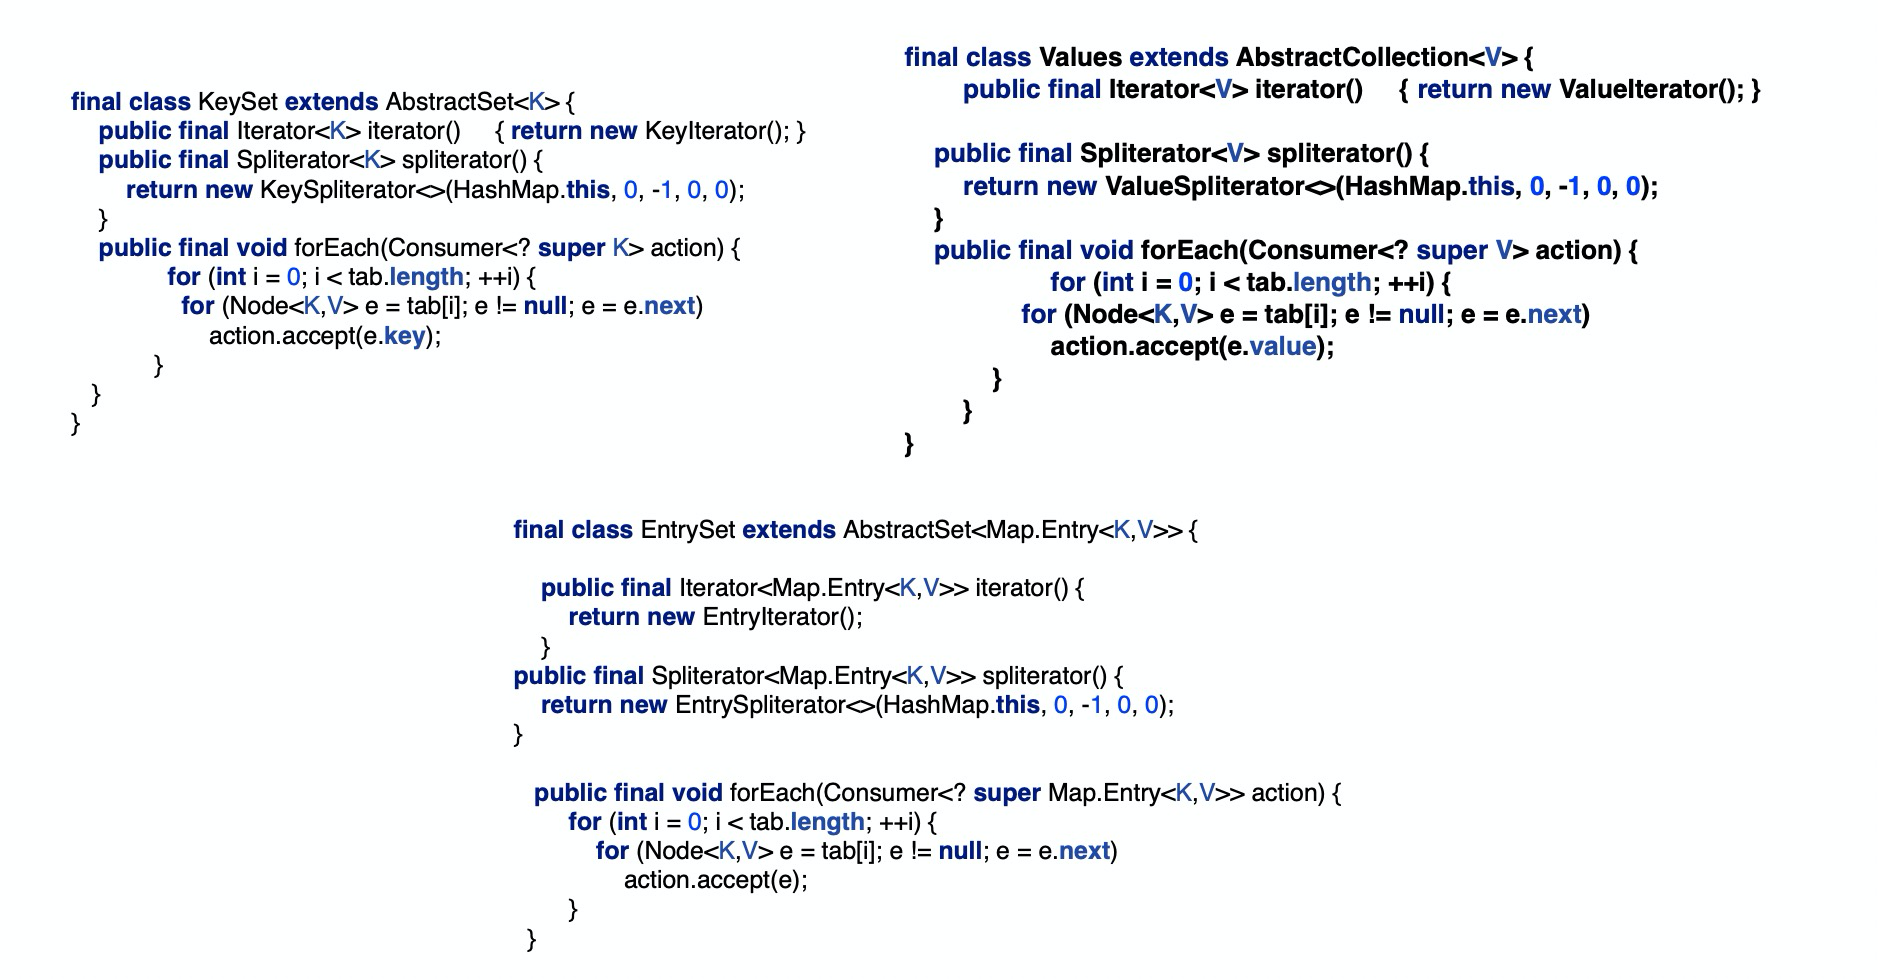 final class KeySet extends AbstractSet<K> {
public final Iterator<K> iterator() { return new KeyIterator(); }
public final Spliterator<K> spliterator() {
return new KeySpliterator<>(HashMap.this, 0, -1, 0, 0);
}
public final void forEach(Consumer<? super K> action) {
for (int i = 0; i < tab.length; ++i) {
for (Node<K,V> e = tab[i]; e != null; e = e.next)
action.accept(e.key);
}
}
}
final class Values extends AbstractCollection<V> {
public final Iterator<V> iterator() { return new ValueIterator(); }
public final Spliterator<V> spliterator() {
return new ValueSpliterator<>(HashMap.this, 0, -1, 0, 0);
}
public final void forEach(Consumer<? super V> action) {
for (int i = 0; i < tab.length; ++i) {
for (Node<K,V> e = tab[i]; e != null; e = e.next)
action.accept(e.value);
}
}
}
final class EntrySet extends AbstractSet<Map.Entry<K,V>> {
public final Iterator<Map.Entry<K,V>> iterator() {
return new EntryIterator();
}
public final Spliterator<Map.Entry<K,V>> spliterator() {
return new EntrySpliterator<>(HashMap.this, 0, -1, 0, 0);
}
public final void forEach(Consumer<? super Map.Entry<K,V>> action) {
for (int i = 0; i < tab.length; ++i) {
for (Node<K,V> e = tab[i]; e != null; e = e.next)
action.accept(e);
}
}